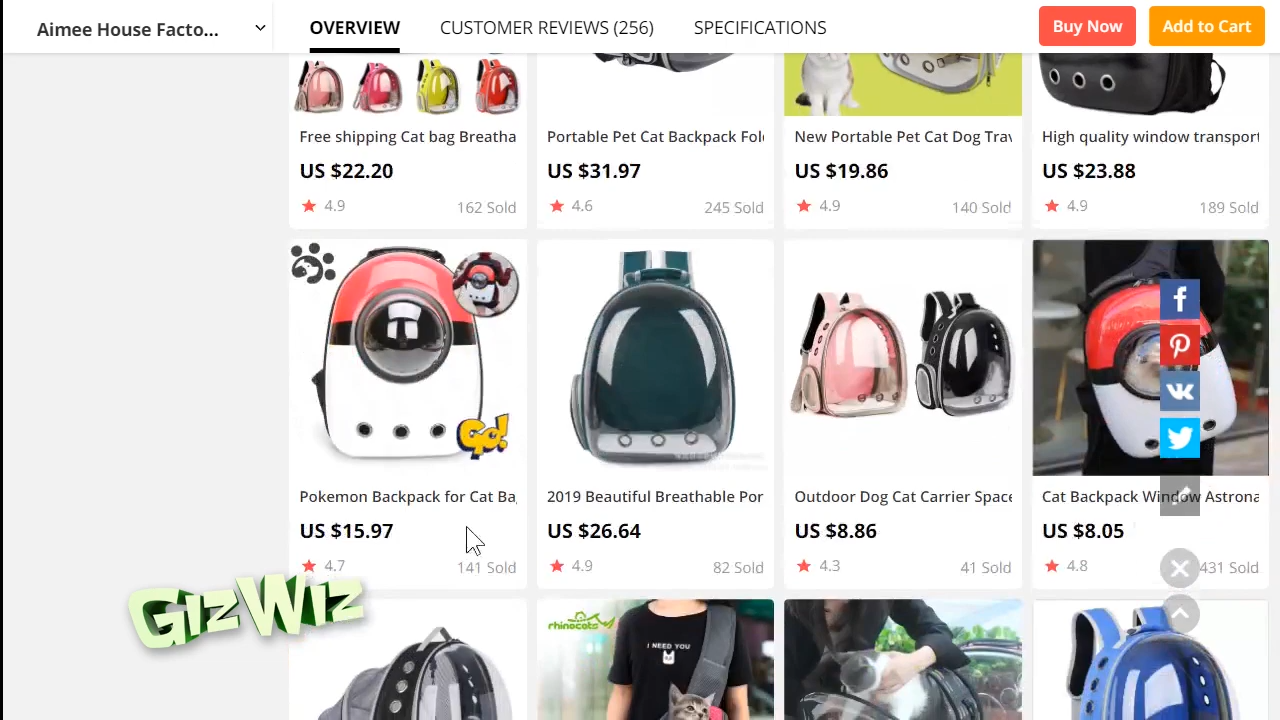 Aimee House Facto...
OVERVIEW
CUSTOMER REVIEWS (256)
SPECIFICATIONS
Buy Now
Add to Cart
Free shipping Cat bag Breatha
Portable Pet Cat Backpack Fol
New Portable Pet Cat Dog Trav
High quality window transport
US $22.20
US $31.97
US $19.86
US $23.88
4.9
162 Sold
4.6
245 Sold
4.9
140 Sold
4.9
189 Sold
GO!
Pokemon Backpack for Cat Ba
2019 Beautiful Breathable Por
Outdoor Dog Cat Carrier Space
Cat Backpack Window Astrona
US $15.97
US $26.64
US $8.86
US $8.05
4.7
141 Sold
4.9
82 Sold
4.3
41 Sold
4.8
431 Sold
GizWiz
rhinocats
I NEED YOU